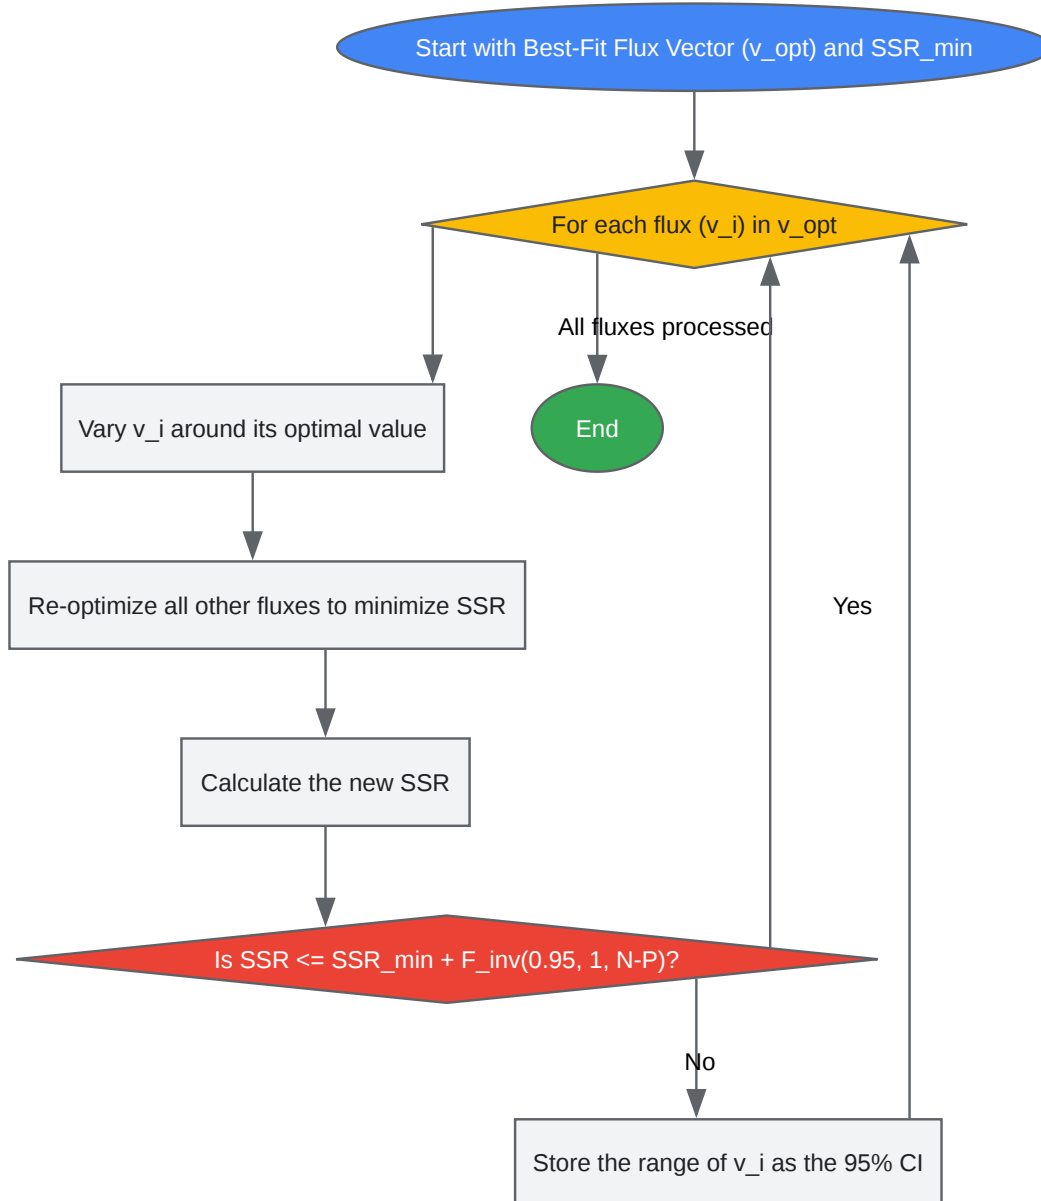 Start with Best-Fit Flux Vector (v_opt) and SSR_min
For each flux (v_i) in v_opt
All fluxes processed
Vary v_i around its optimal value
End
Re-optimize all other fluxes to minimize SSR
Yes
Calculate the new SSR
Is SSR <= SSR_min + F_inv(0.95, 1, N-P)?
No
Store the range of v_i as the 95% CI